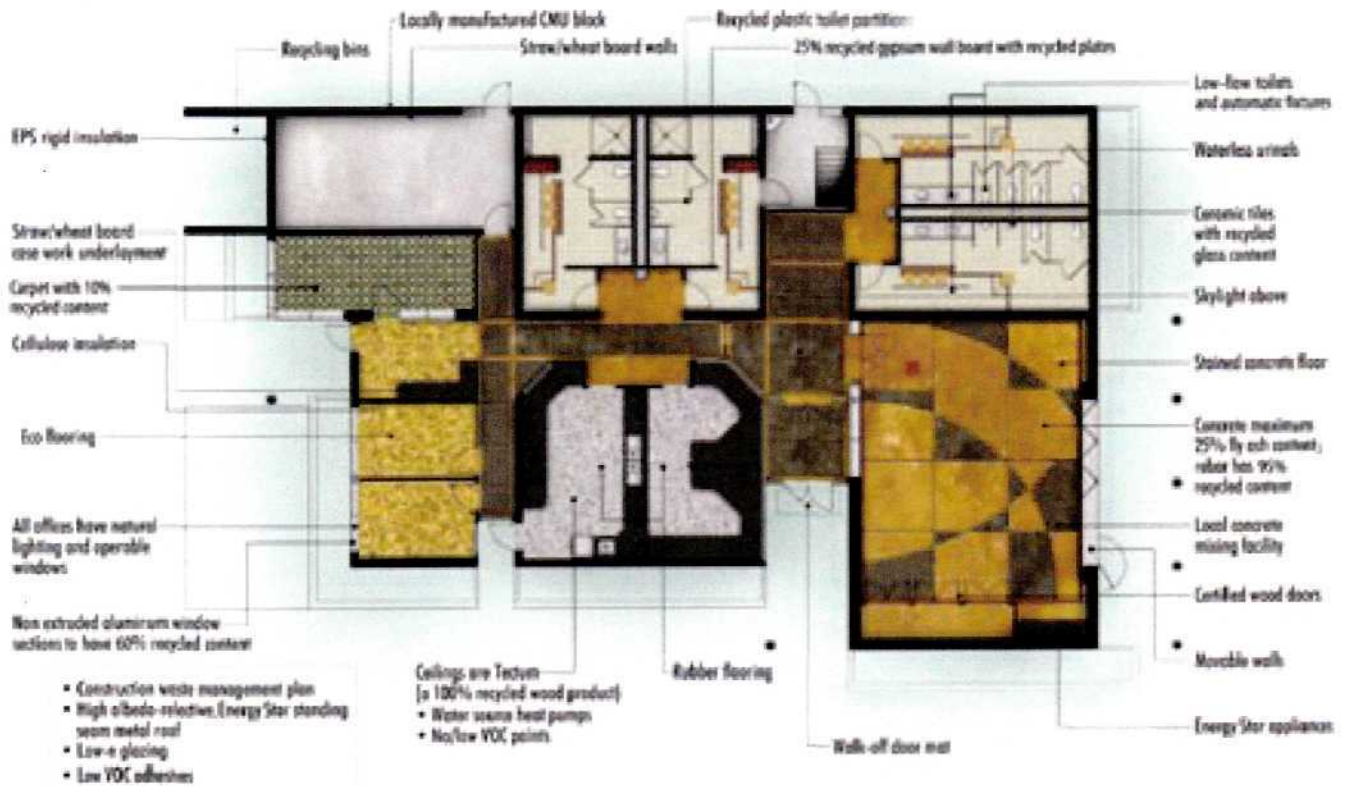 Locally manufactured CMU block
Recycled plastic toilet partitions
Recycling bins
Straw/wheat board walls
25% recycled gypsum wall board with recycled plates
EPS rigid insulation
Straw/wheat board
case work underlayment
Carpet with 10%
recycled content
Cellulose insulation
Eco flooring
All offices have natural
lighting and operable
windows
Non extruded aluminum window
sections to have 60% recycled content
• Construction waste management plan
• High albedo-relective, Energy Star standing
seam metal roof
• Low-e glazing
• Low VOC adhesives
Ceilings are Tectum
(a 100% recycled wood product)
• Water source heat pumps
• No/low VOC paints
Rubber flooring
Walk-off door mat
Low-flow toilets
and automatic fixtures
Waterless urinals
Ceramic tiles
with recycled
glass content
Skylight above
Stained concrete floor
Concrete maximum
25% fly ash content;
rebar has 95%
recycled content
Local concrete
mixing facility
Certified wood doors
Movable walls
Energy Star appliances